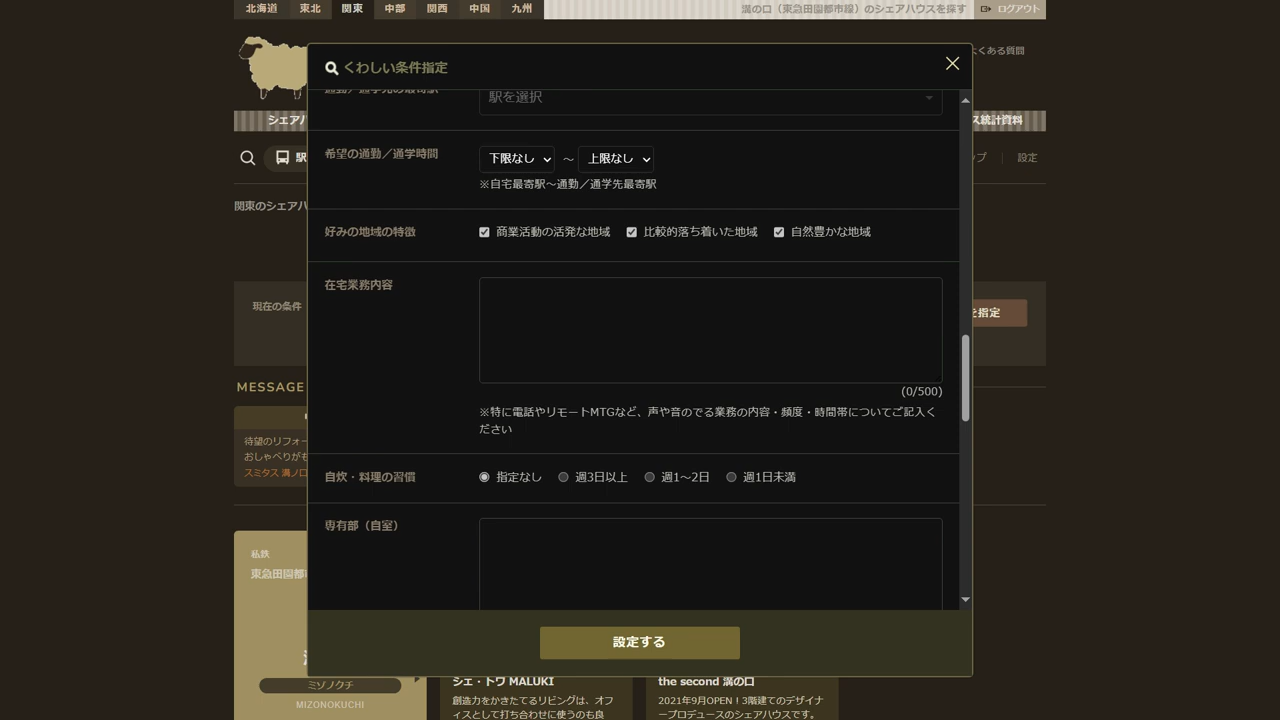 北海道
東北
関東
中部
関西
中国
九州
溝の口（東急田園都市線）のシェアハウスを探す
ログアウト
よくある質問
くわしい条件指定
駅を選択
シェアハ
ス統計資料
希望の通勤／通学時間
下限なし ～ 上限なし
※自宅最寄駅～通勤／通学先最寄駅
駅
設定
関東のシェアハ
好みの地域の特徴
商業活動の活発な地域
比較的落ち着いた地域
自然豊かな地域
在宅業務内容
現在の条件
を指定
(0/500)
※特に電話やリモートMTGなど、声や音のでる業務の内容・頻度・時間帯についてご記入く
ださい
MESSAGE
待望のリフォー
おしゃべりがも
スミタス 溝ノ口
自炊・料理の習慣
指定なし
週3日以上
週1～2日
週1日未満
専有部（自室）
私鉄
東急田園都
設定する
ミゾノクチ
MIZONOKUCHI
シェ・トワ MALUKI
創造力をかきたてるリビングは、オフ
ィスとして打ち合わせに使うのも良
the second 溝の口
2021年9月OPEN！3階建てのデザイナ
ープロデュースのシェアハウスです。